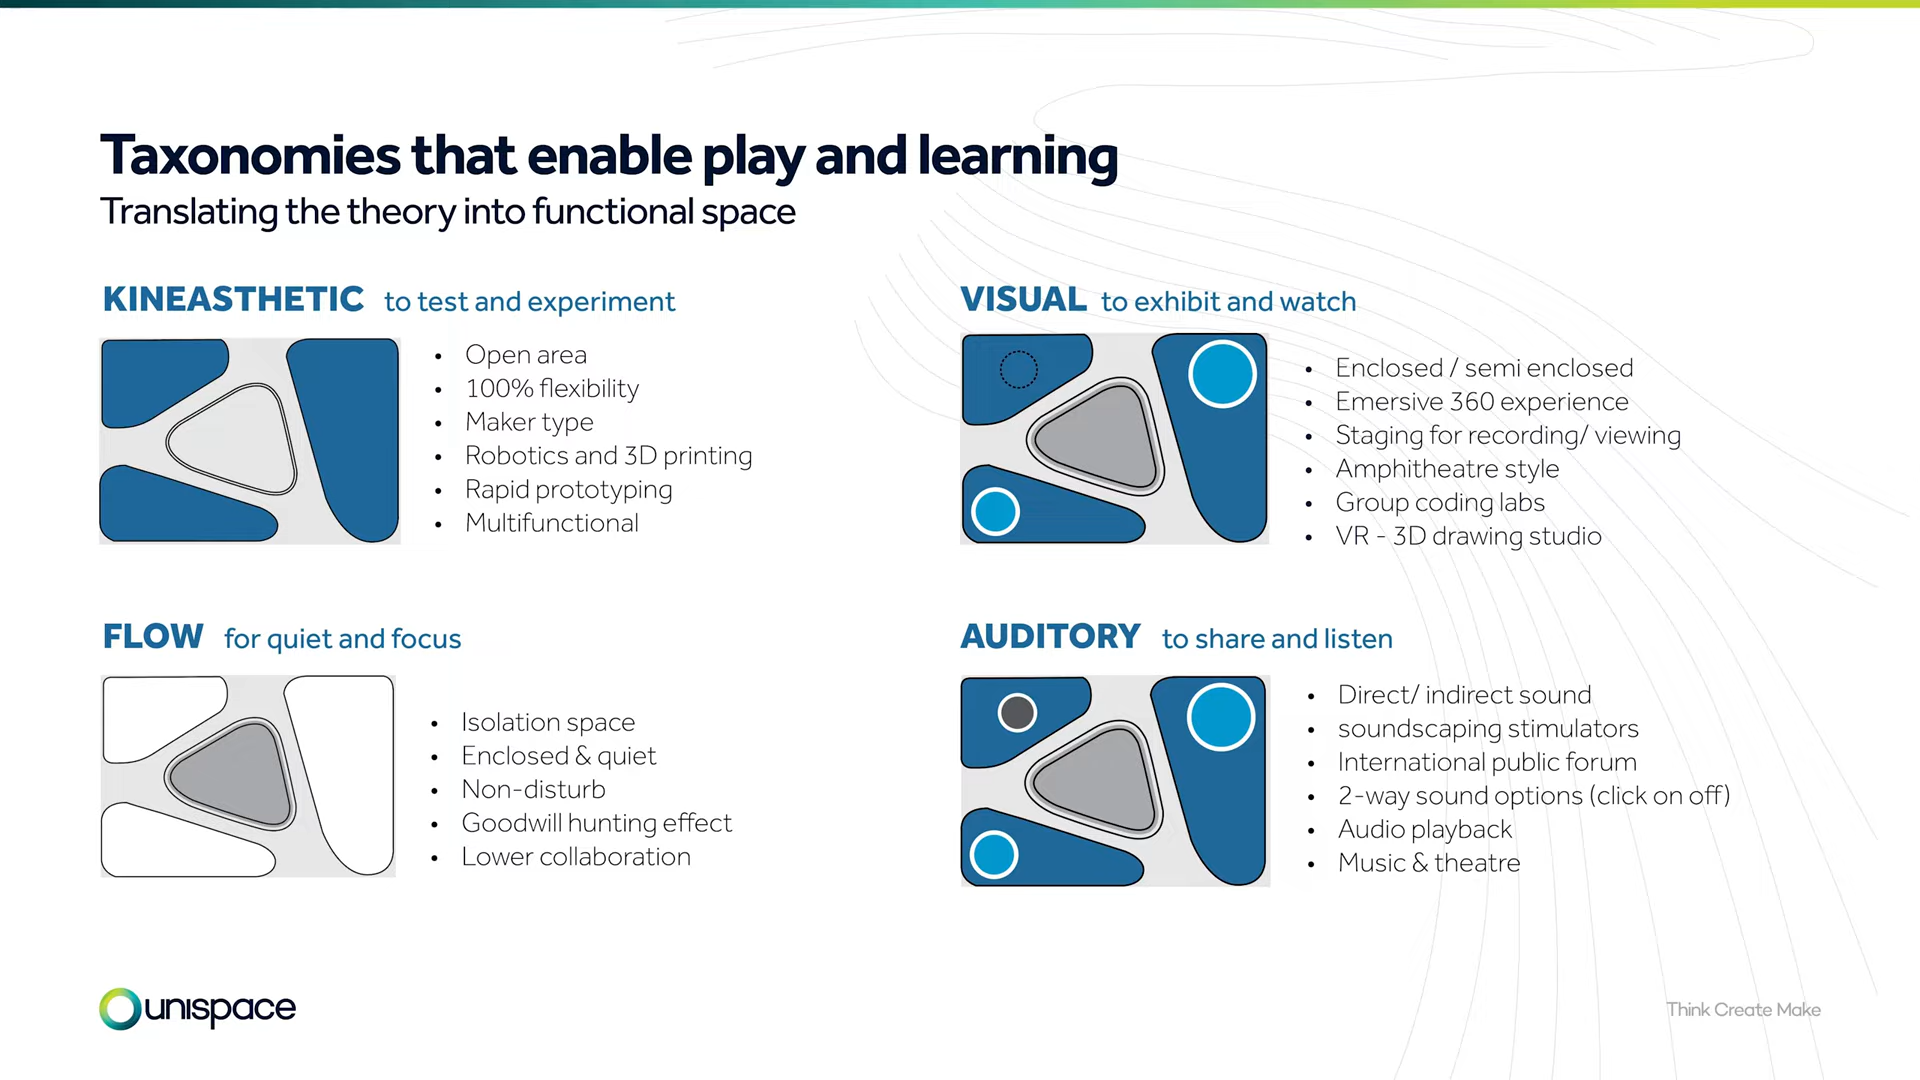 Taxonomies that enable play and learning
Translating the theory into functional space
KINEASTHETIC to test and experiment
• Open area
• 100% flexibility
• Maker type
• Robotics and 3D printing
• Rapid prototyping
• Multifunctional
VISUAL to exhibit and watch
• Enclosed / semi enclosed
• Emersive 360 experience
• Staging for recording/ viewing
• Amphitheatre style
• Group coding labs
• VR - 3D drawing studio
FLOW for quiet and focus
• Isolation space
• Enclosed & quiet
• Non-disturb
• Goodwill hunting effect
• Lower collaboration
AUDITORY to share and listen
• Direct/ indirect sound
• soundscaping stimulators
• International public forum
• 2-way sound options (click on off)
• Audio playback
• Music & theatre
unispace
Think Create Make